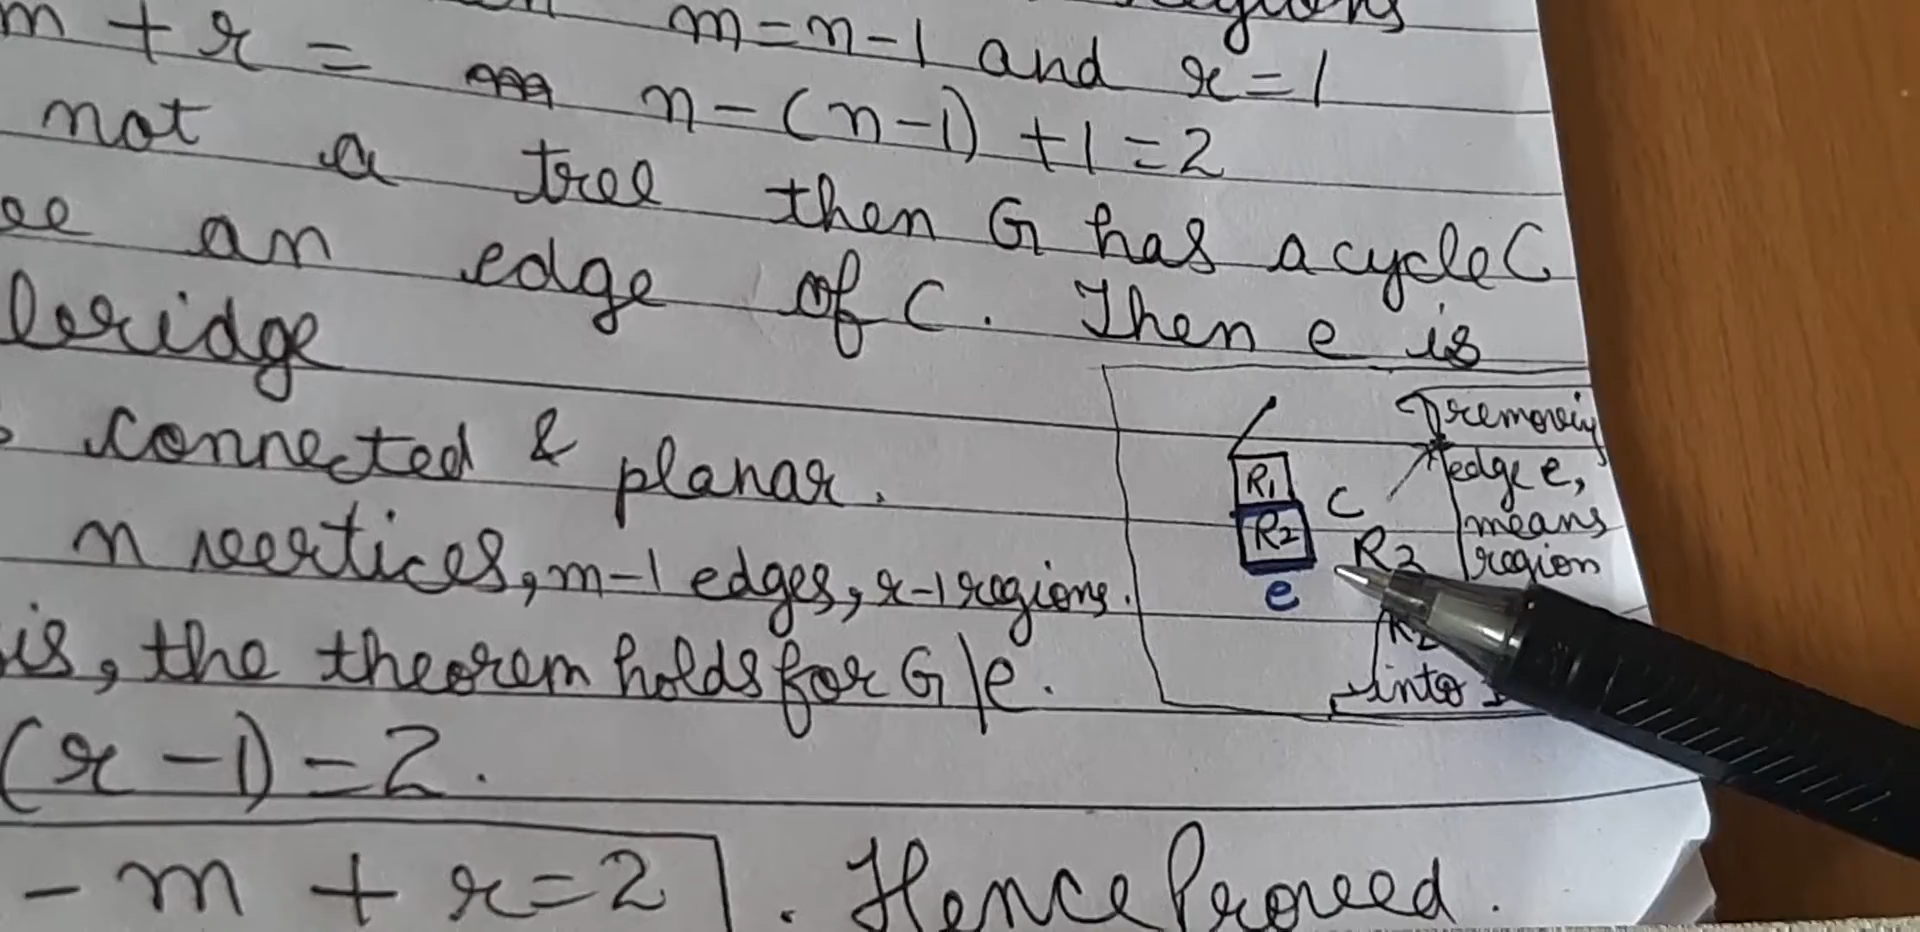 regions
m + r = n - (n-1) + 1 = 2
m = n-1 and r = 1
not a tree then G has a cycle C
an edge of C. Then e is
bridge
connected & planar.
n vertices, m-1 edges, r-1 regions.
is, the theorem holds for G\e.
(r-1) = 2.
- m + r = 2. Hence Proved.
R1
R2
C
R3
e
removing
edge e,
means
region
R2
into